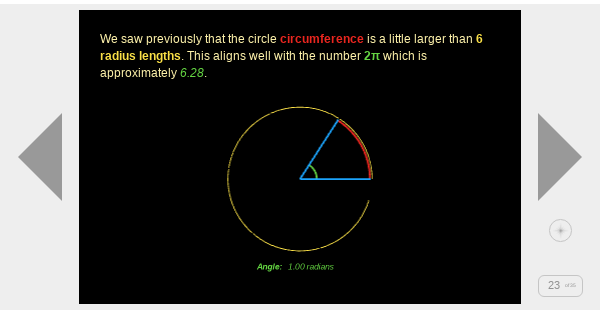 We saw previously that the circle circumference is a little larger than 6
radius lengths. This aligns well with the number 2π which is
approximately 6.28.
Angle: 1.00 radians
23